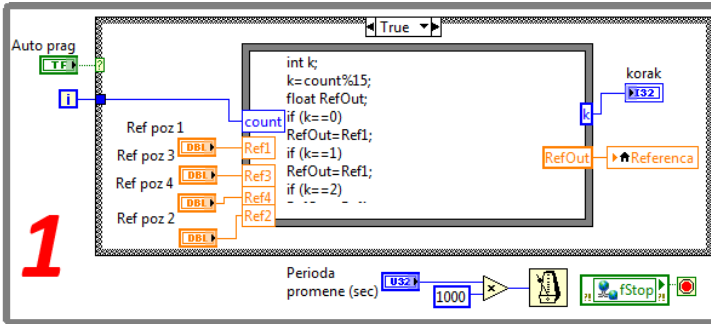 True
Auto prag
TF
?
i
int k;
k=count%15;
float RefOut;
if (k==0)
RefOut=Ref1;
if (k==1)
RefOut=Ref1;
if (k==2)
count
korak
I32
k
Ref poz 1
DBL
Ref1
Ref poz 3
DBL
Ref3
Ref poz 4
DBL
Ref4
Ref poz 2
DBL
Ref2
RefOut
Referenca
1
Perioda
promene (sec)
U32
1000
x
?!
fStop
?!